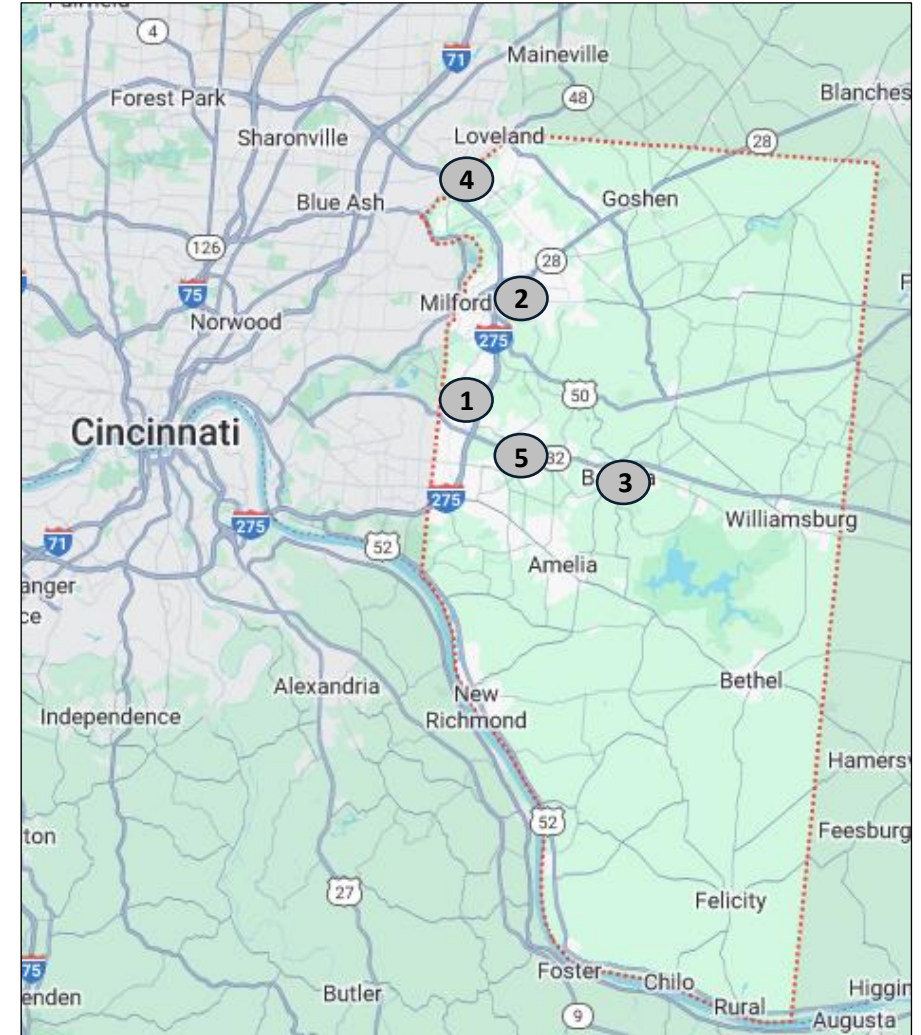 4
71
Maineville
Forest Park
48
Blanches
Sharonville
Loveland
28
4
Blue Ash
Goshen
126
28
75
Milford
2
Norwood
275
50
1
Cincinnati
5
32
3
275
275
Williamsburg
52
71
Amelia
anger
ce
Bethel
Alexandria
New
Richmond
Independence
Hamers
52
ton
Feesburg
27
Felicity
75
Foster
Chilo
enden
Butler
Rural
Higgin
9
Augusta